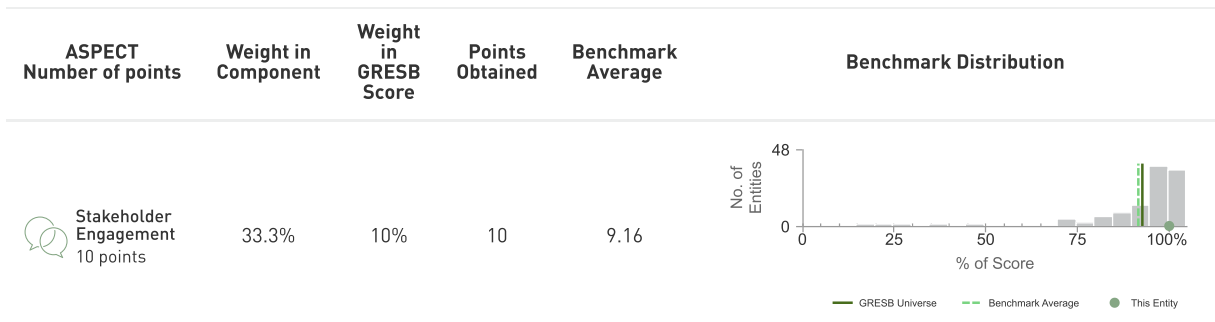 ASPECT
Number of points
Weight in
Component
Weight
in
GRESB
Score
Points
Obtained
Benchmark
Average
Benchmark Distribution
Stakeholder
Engagement
10 points
33.3%
10%
10
9.16
48
No. of
Entities
0
0
25
50
75
100%
% of Score
GRESB Universe
Benchmark Average
This Entity